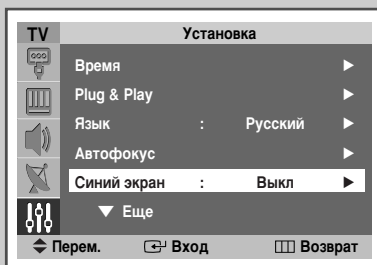 TV Установка
Время ▶
Plug & Play ▶
Язык : Русский ▶
Автофокус ▶
Синий экран : Выкл ▶
▼ Еще
Перем. Вход Возврат